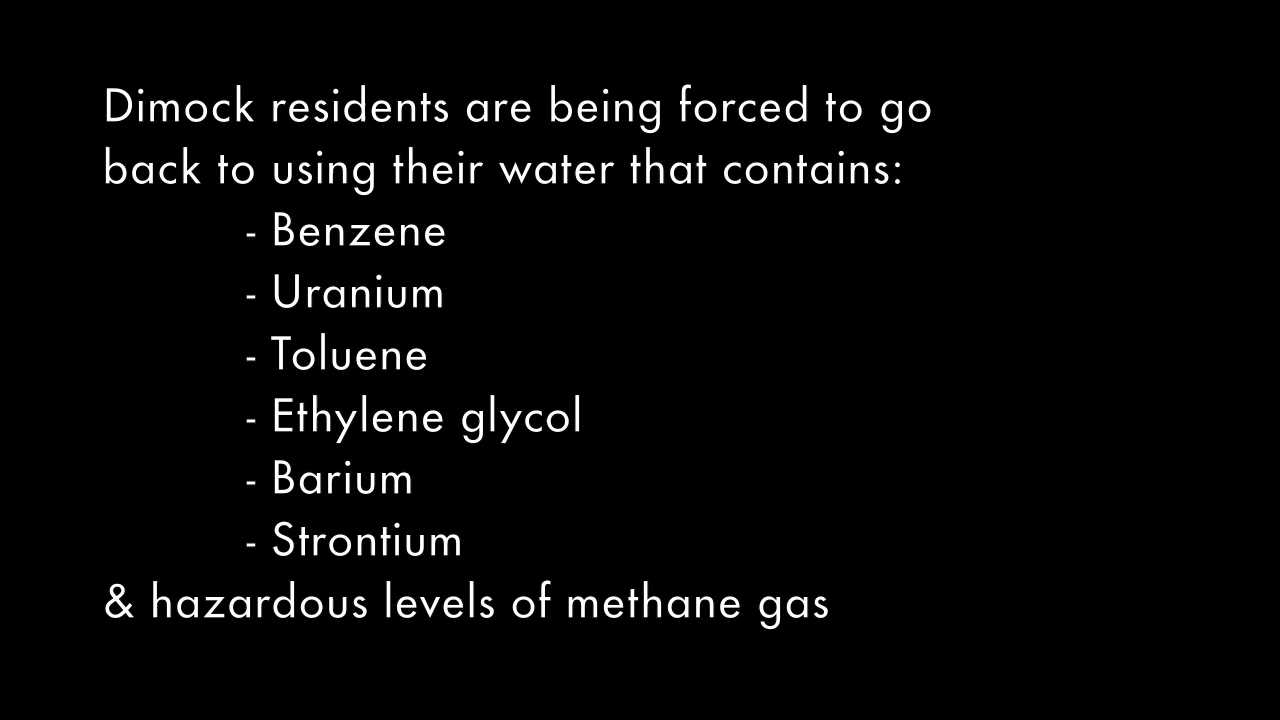 Dimock residents are being forced to go
back to using their water that contains:
- Benzene
- Uranium
- Toluene
- Ethylene glycol
- Barium
- Strontium
& hazardous levels of methane gas